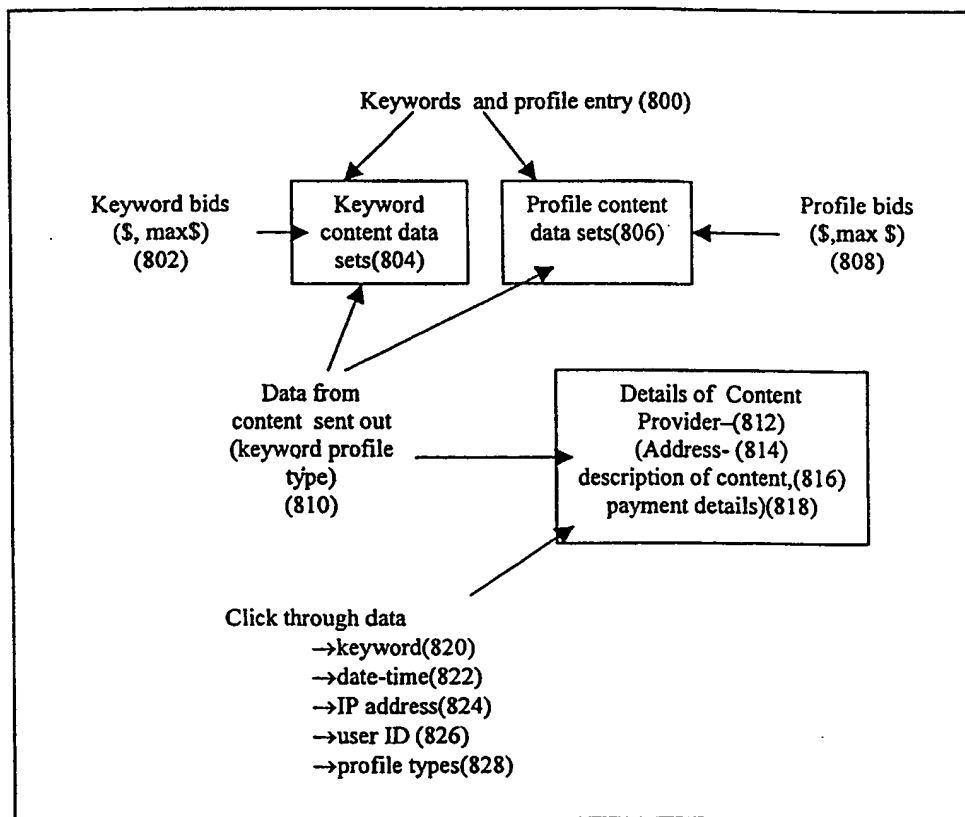 Keywords and profile entry (800)
Keyword bids
($, max$)
(802)
Keyword
content data
sets(804)
Profile content
data sets(806)
Profile bids
($,max $)
(808)
Data from
content sent out
(keyword profile
type)
(810)
Details of Content
Provider–(812)
(Address- (814)
description of content,(816)
payment details)(818)
Click through data
→keyword(820)
→date-time(822)
→IP address(824)
→user ID (826)
→profile types(828)